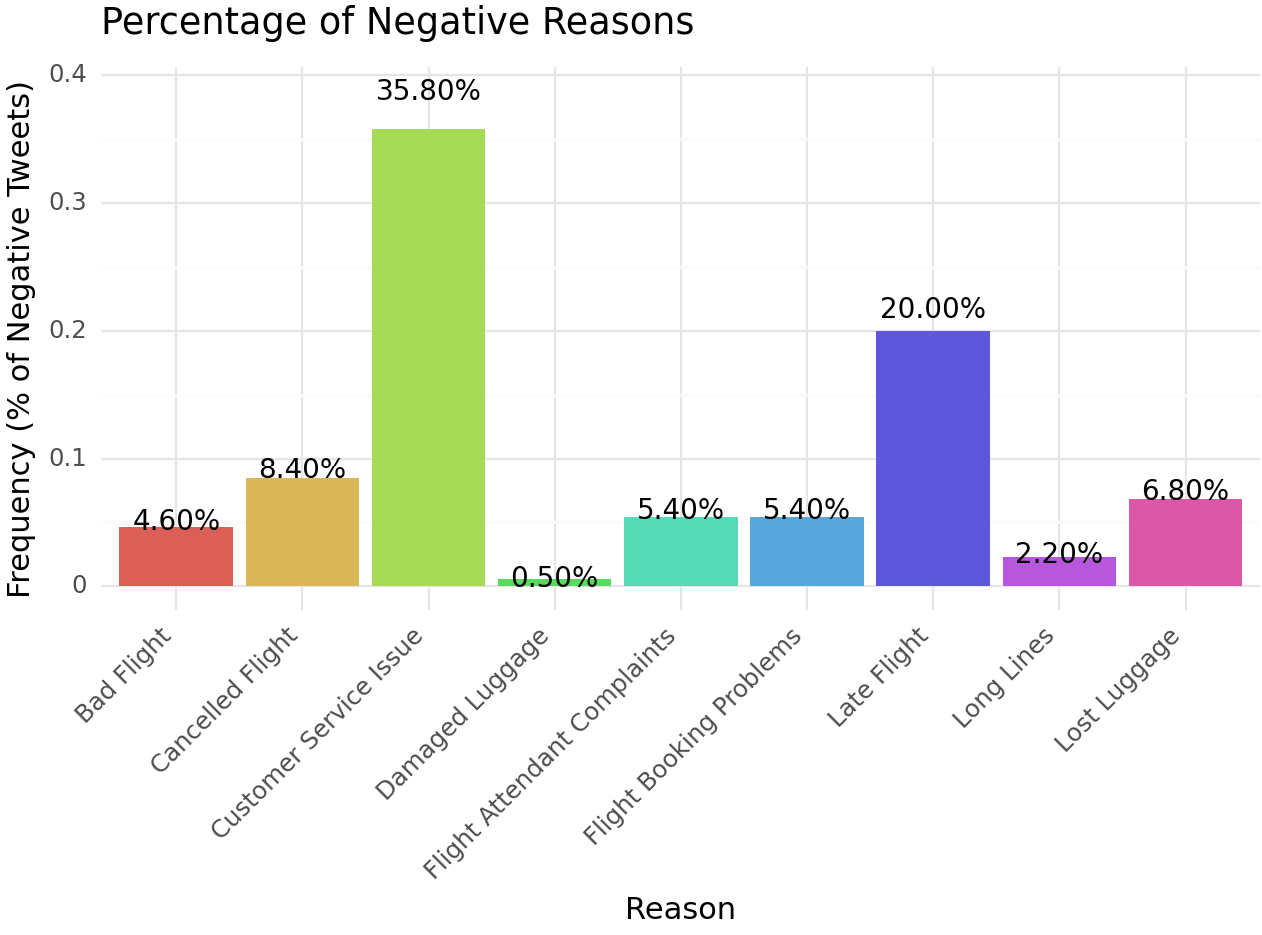 Percentage of Negative Reasons
Frequency (% of Negative Tweets)
0.4
0.3
0.2
0.1
0
4.60%
8.40%
35.80%
0.50%
5.40%
5.40%
20.00%
2.20%
6.80%
Bad Flight
Cancelled Flight
Customer Service Issue
Damaged Luggage
Flight Attendant Complaints
Flight Booking Problems
Late Flight
Long Lines
Lost Luggage
Reason